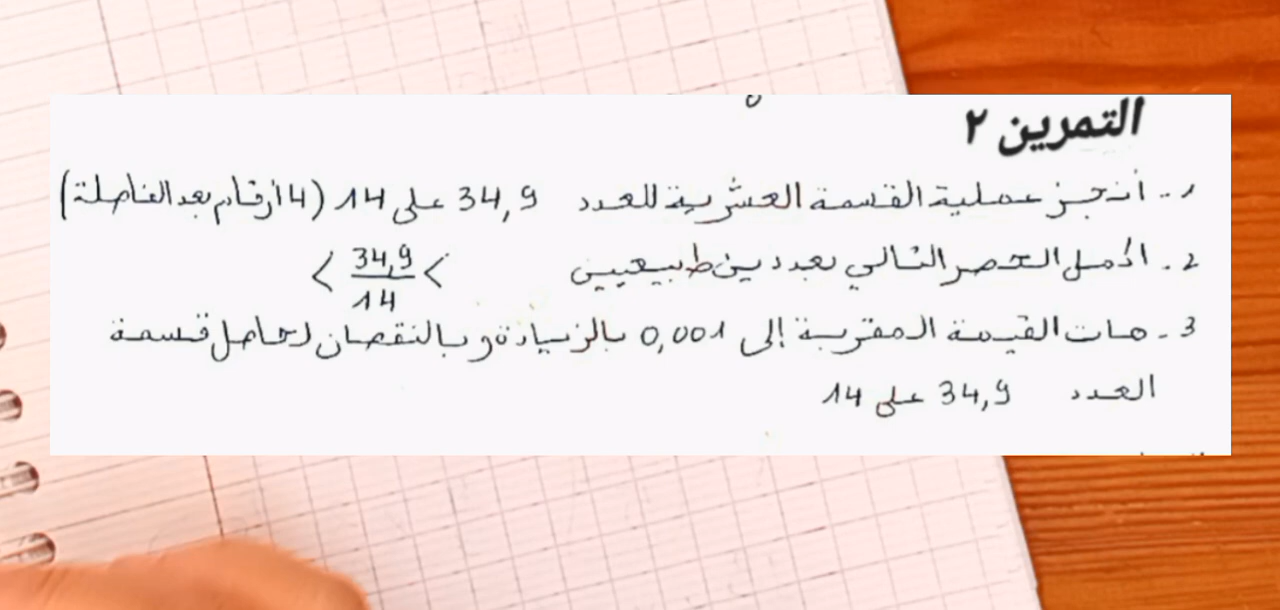 التمرين ٢
1.. أنجز عملية القسمة العشرية للعدد 34,9 على 14 (4 أرقام بعد الفاصلة)
2. اكمل الحصر التالي بعددين طبيعيين < 34,9/14 <
3. هات القيمة المقربة إلى 0,001 بالزيادة و بالنقصان لحاصل قسمة
العدد 34,9 على 14